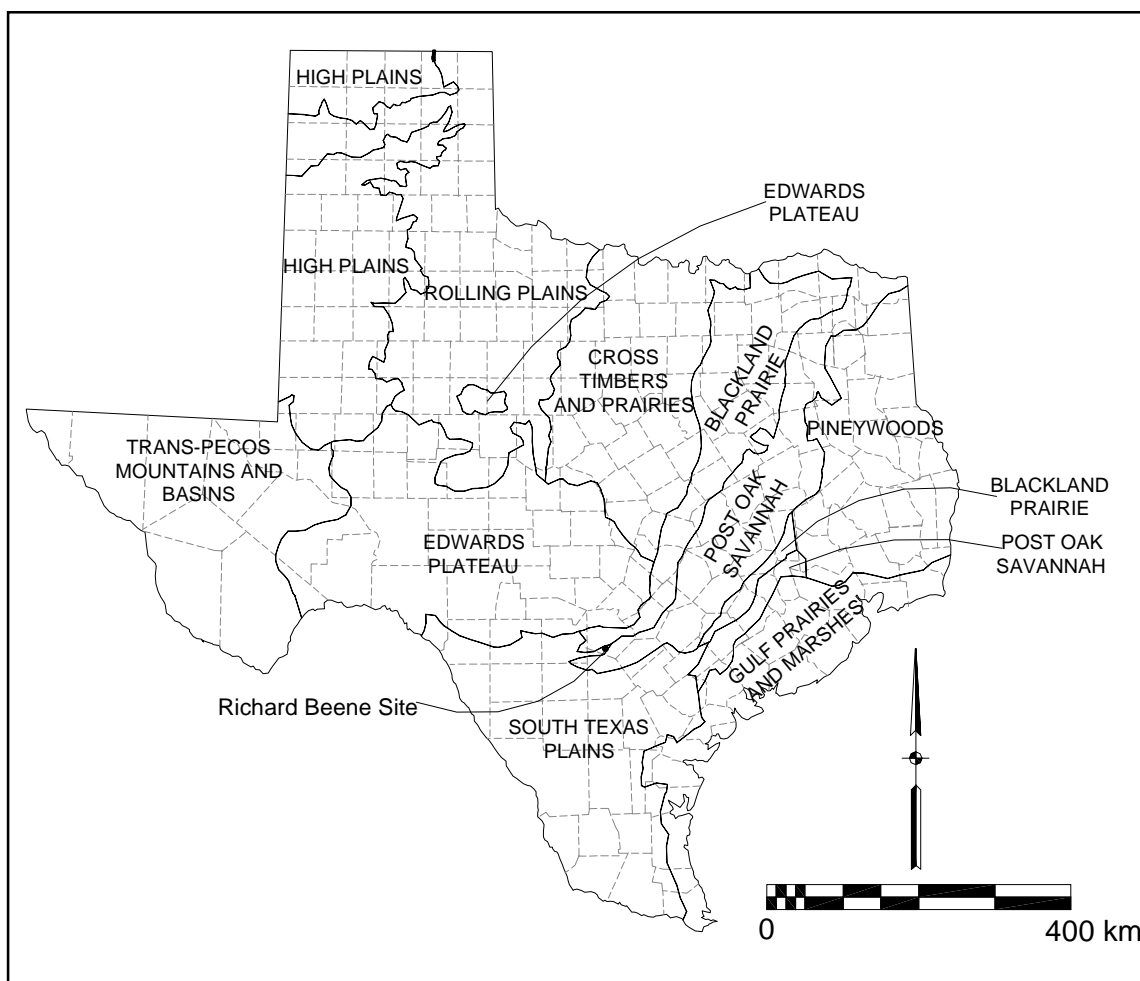 HIGH PLAINS
EDWARDS
PLATEAU
HIGH PLAINS
ROLLING PLAINS
CROSS
TIMBERS
AND PRAIRIES
BLACKLAND
PRAIRIE
PINEYWOODS
TRANS-PECOS
MOUNTAINS AND
BASINS
BLACKLAND
PRAIRIE
POST OAK
SAVANNAH
EDWARDS
PLATEAU
POST OAK
SAVANNAH
GULF PRAIRIES
AND MARSHES
Richard Beene Site
SOUTH TEXAS
PLAINS
0
400 km